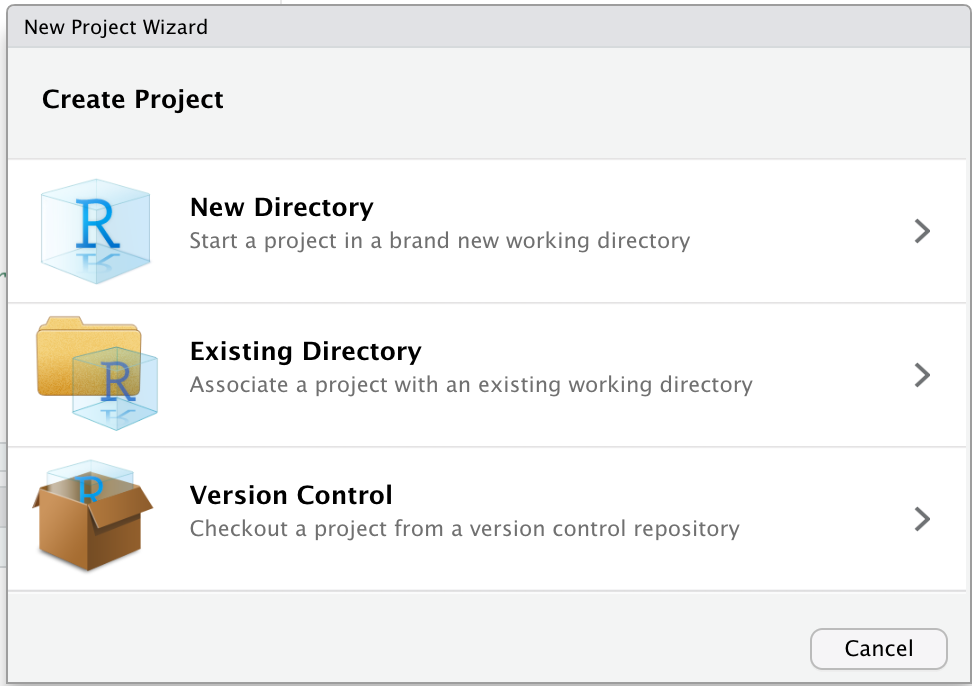 New Project Wizard
Create Project
R
New Directory
Start a project in a brand new working directory
R
Existing Directory
Associate a project with an existing working directory
R
Version Control
Checkout a project from a version control repository
Cancel